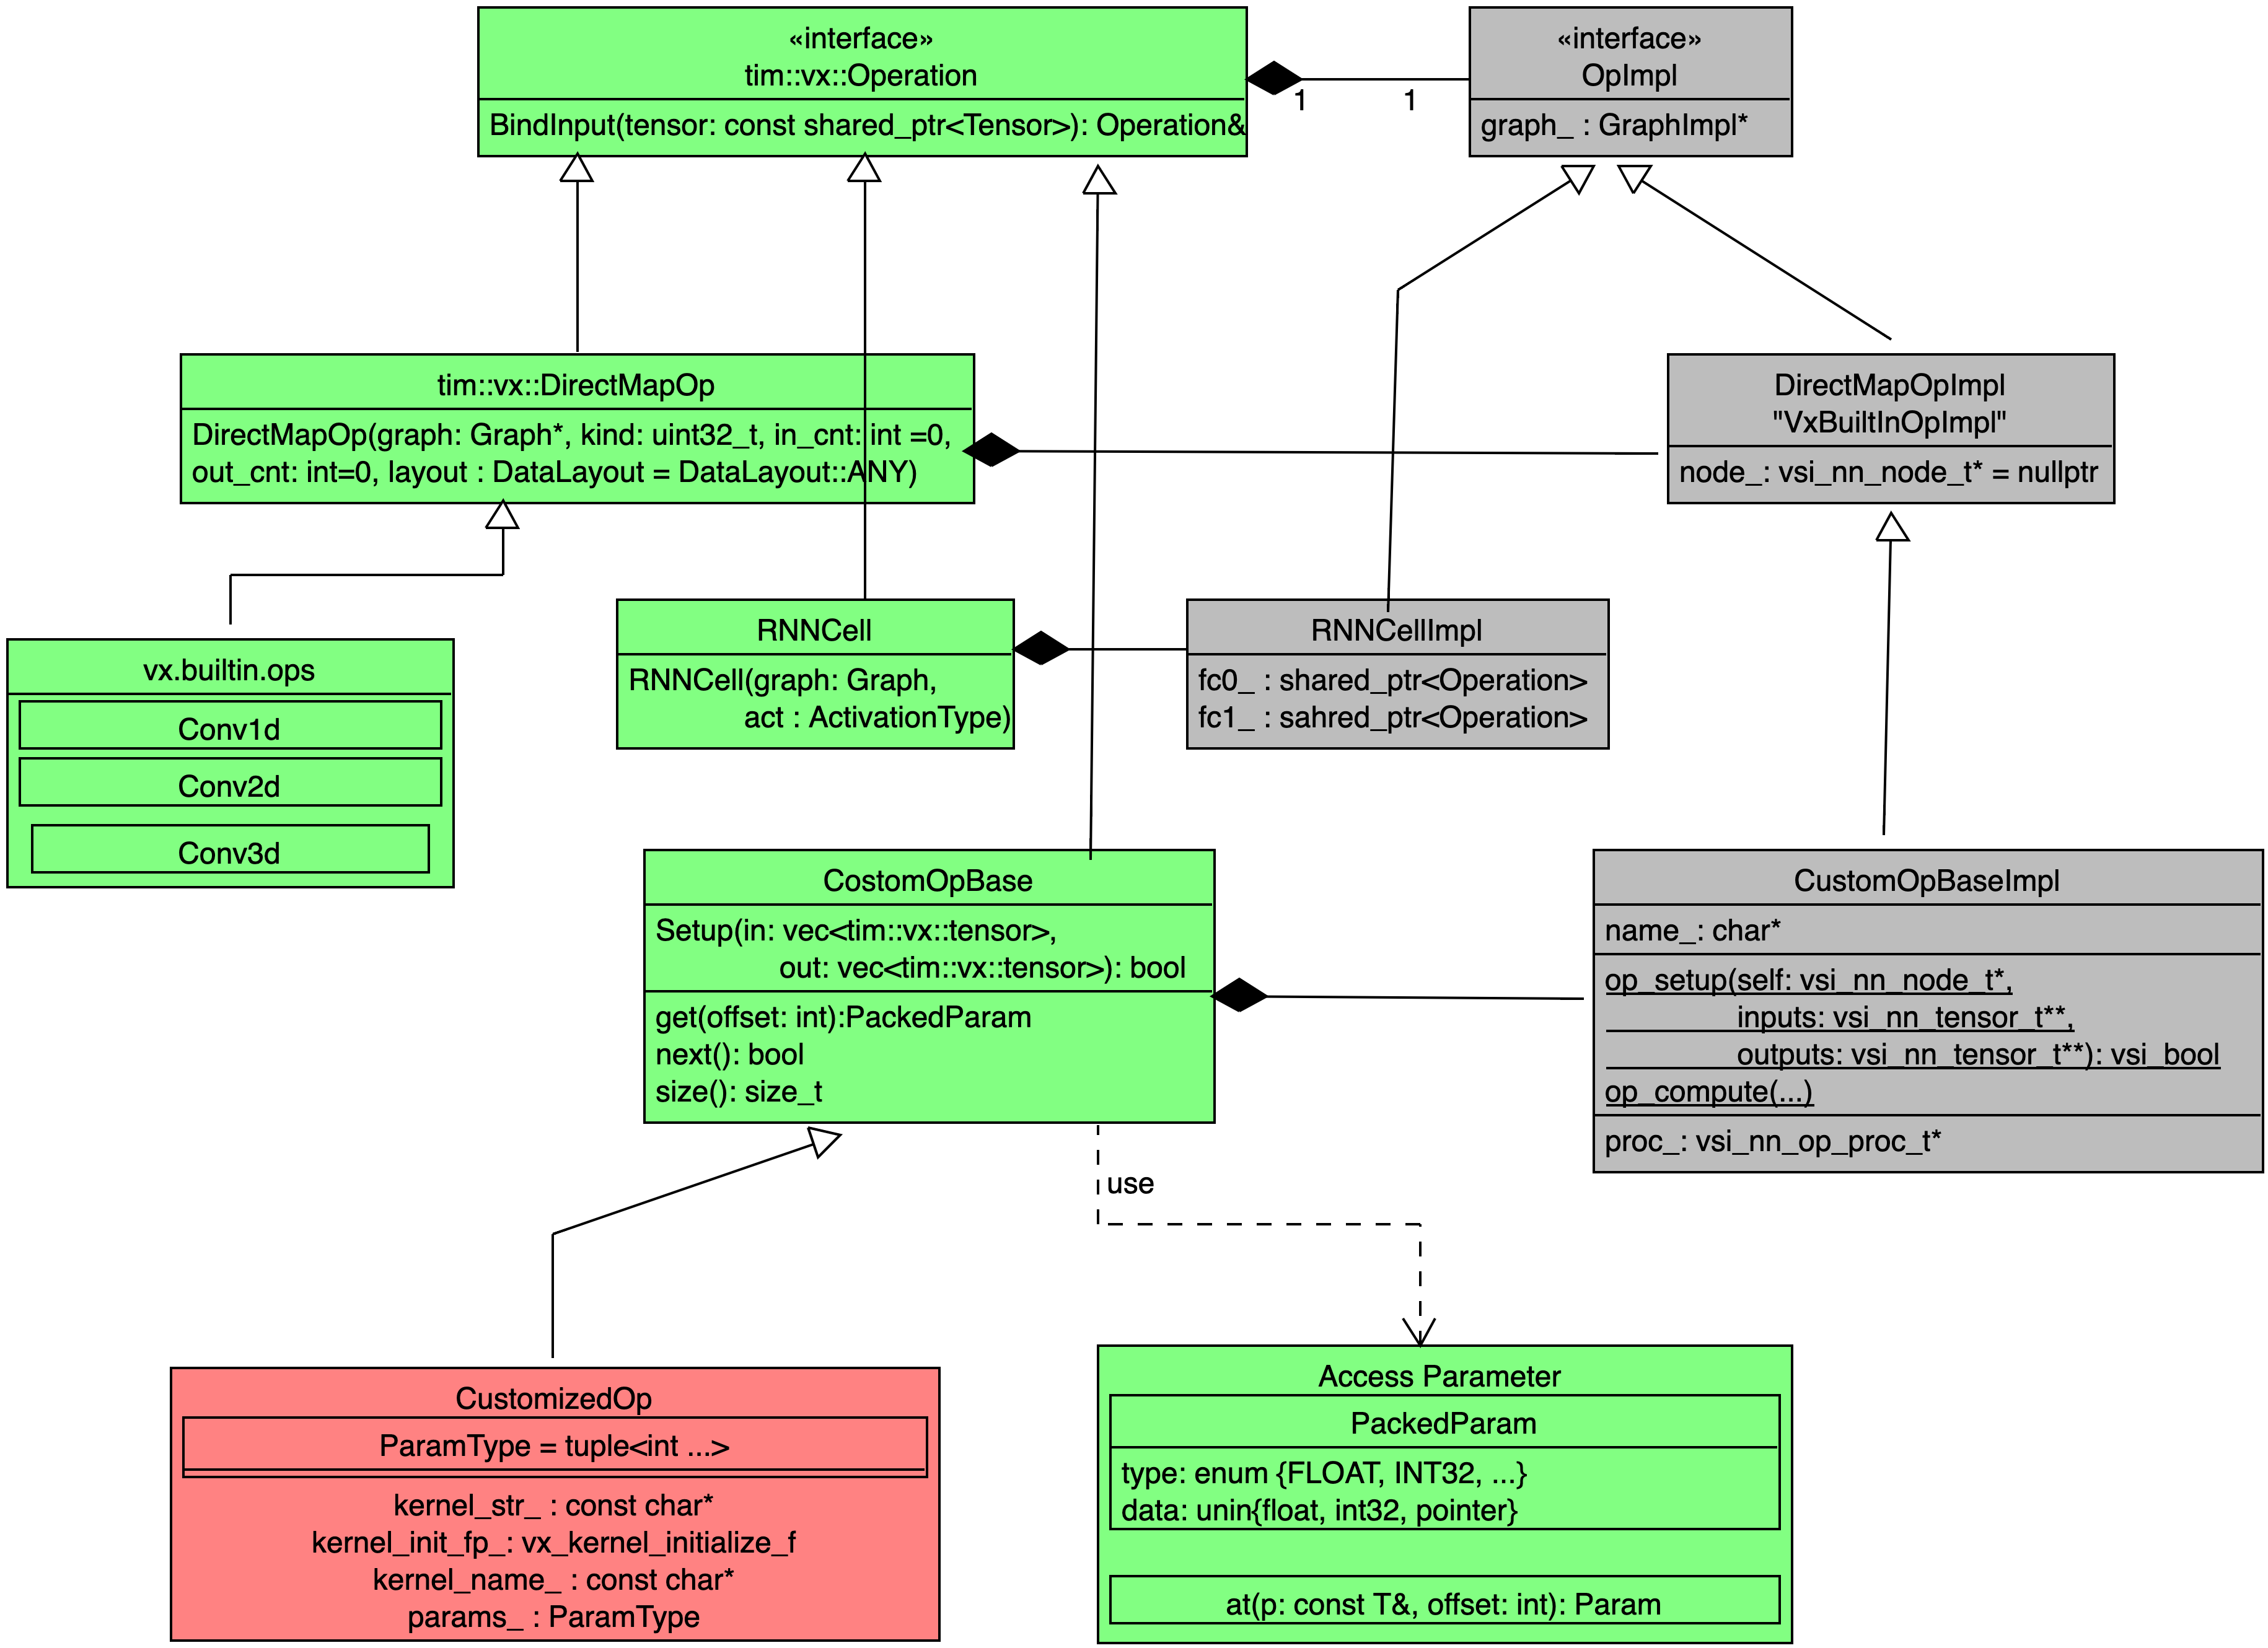 «interface»
tim::vx::Operation
BindInput(tensor: const shared_ptr<Tensor>): Operation&
1
1
«interface»
OpImpl
graph_ : GraphImpl*
tim::vx::DirectMapOp
DirectMapOp(graph: Graph*, kind: uint32_t, in_cnt: int =0,
out_cnt: int=0, layout : DataLayout = DataLayout::ANY)
DirectMapOpImpl
"VxBuiltInOpImpl"
node_: vsi_nn_node_t* = nullptr
vx.builtin.ops
Conv1d
Conv2d
Conv3d
RNNCell
RNNCell(graph: Graph,
act : ActivationType)
RNNCellImpl
fc0_ : shared_ptr<Operation>
fc1_ : sahred_ptr<Operation>
CostomOpBase
Setup(in: vec<tim::vx::tensor>,
out: vec<tim::vx::tensor>): bool
get(offset: int):PackedParam
next(): bool
size(): size_t
CustomOpBaseImpl
name_: char*
op_setup(self: vsi_nn_node_t*,
inputs: vsi_nn_tensor_t**,
outputs: vsi_nn_tensor_t**): vsi_bool
op_compute(...)
proc_: vsi_nn_op_proc_t*
use
CustomizedOp
ParamType = tuple<int ...>
kernel_str_ : const char*
kernel_init_fp_: vx_kernel_initialize_f
kernel_name_ : const char*
params_ : ParamType
Access Parameter
PackedParam
type: enum {FLOAT, INT32, ...}
data: unin{float, int32, pointer}
at(p: const T&, offset: int): Param